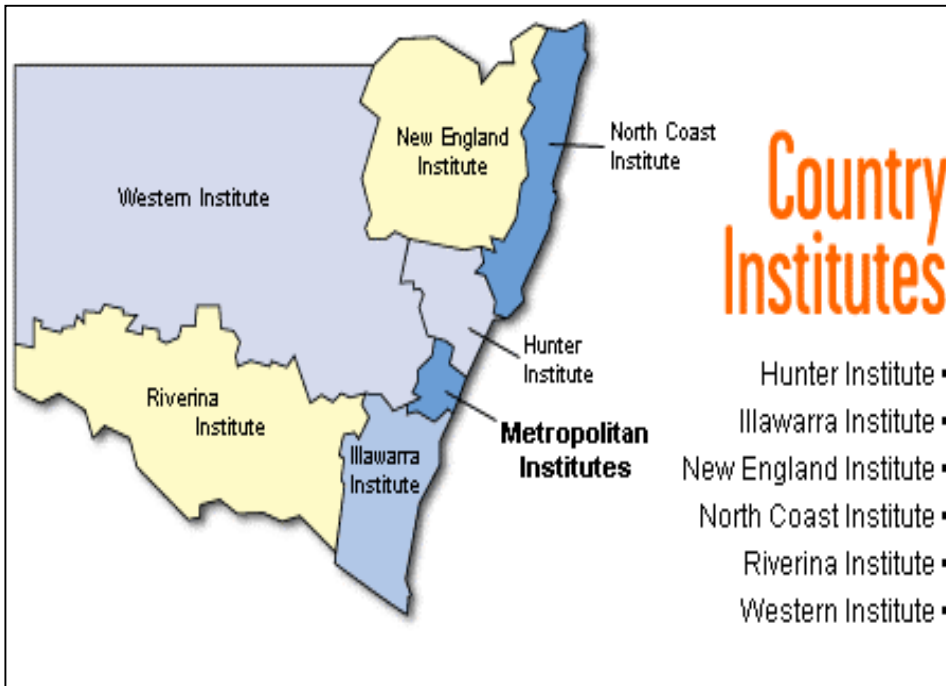 New England
Institute
North Coast
Institute
Western Institute
Country
Institutes
Hunter
Institute
Riverina
Institute
Metropolitan
Institutes
Illawarra
Institute
Hunter Institute •
Illawarra Institute •
New England Institute •
North Coast Institute •
Riverina Institute •
Western Institute •